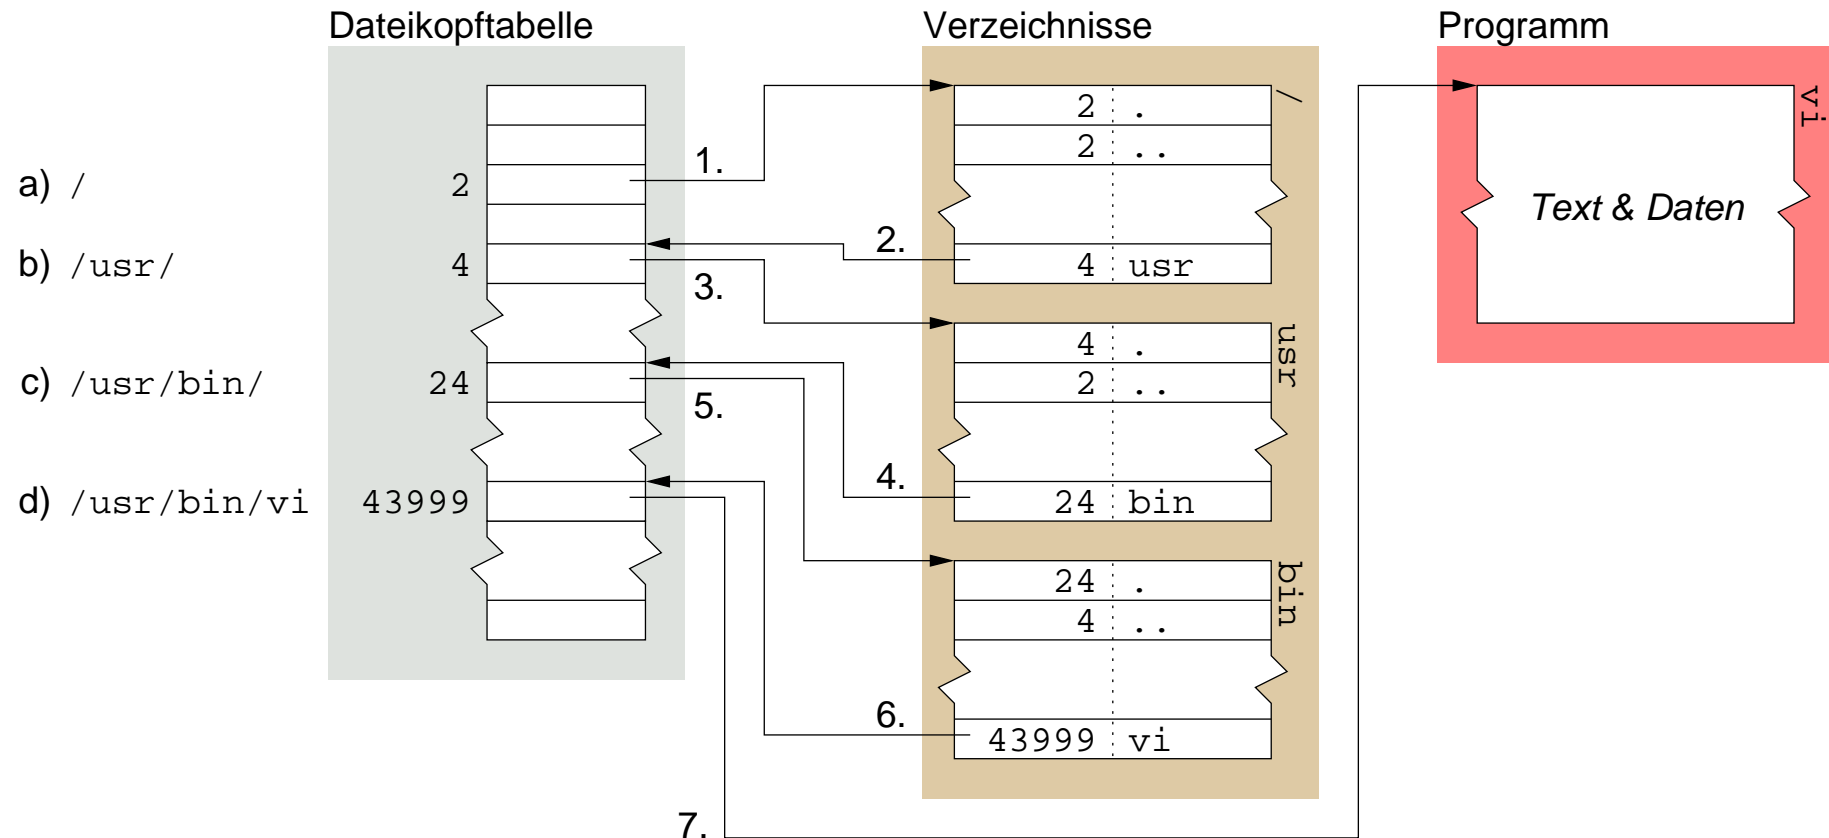 Dateikopftabelle Verzeichnisse Programm
2 .
2 ..
/
1.
a) / 2
2.
b) /usr/ 4
4 usr
3.
4 .
2 ..
usr
c) /usr/bin/ 24
5.
4.
24 bin
d) /usr/bin/vi 43999
24 .
4 ..
bin
6.
43999 vi
7.
vi
Text & Daten